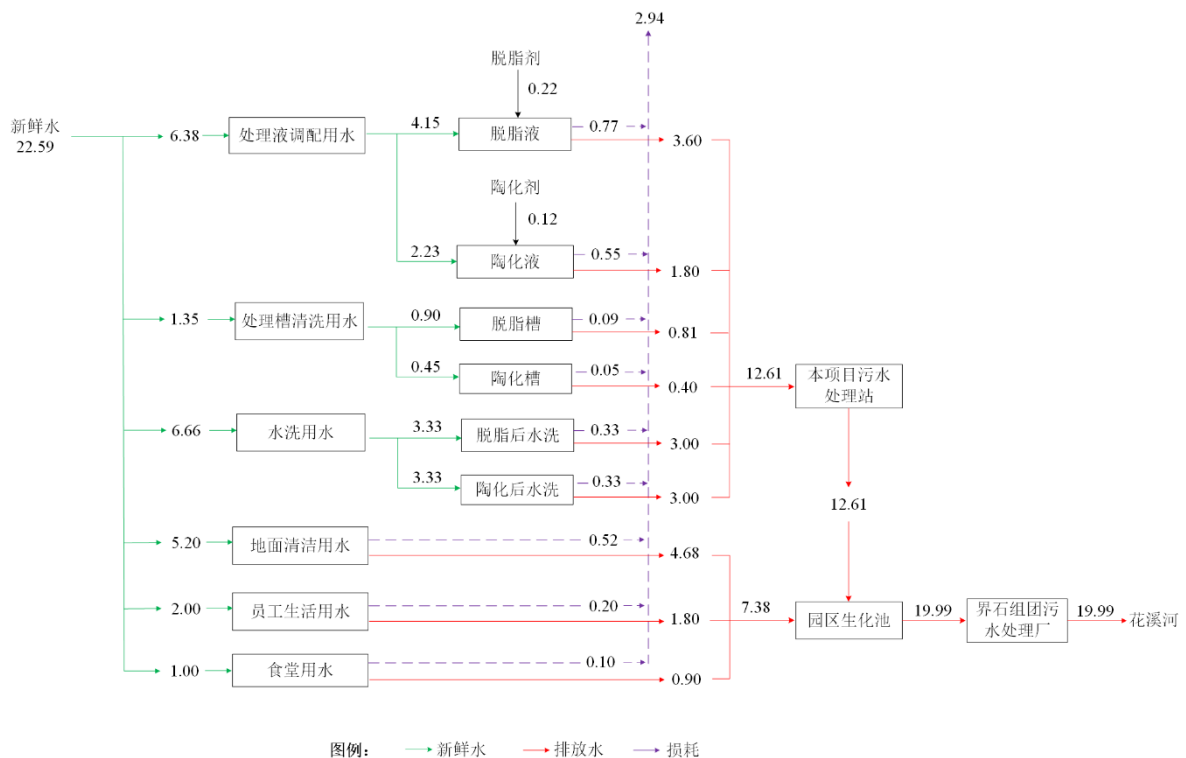 2.94
脱脂剂
0.22
新鲜水
22.59
6.38
处理液调配用水
4.15
脱脂液
0.77
3.60
陶化剂
0.12
2.23
陶化液
0.55
1.80
1.35
处理槽清洗用水
0.90
脱脂槽
0.09
0.81
0.45
陶化槽
0.05
0.40
12.61
本项目污水
处理站
6.66
水洗用水
3.33
脱脂后水洗
0.33
3.00
3.33
陶化后水洗
0.33
3.00
12.61
5.20
地面清洁用水
0.52
4.68
2.00
员工生活用水
0.20
1.80
7.38
园区生化池
19.99
界石组团污
水处理厂
19.99
花溪河
1.00
食堂用水
0.10
0.90
图例：
新鲜水
排放水
损耗